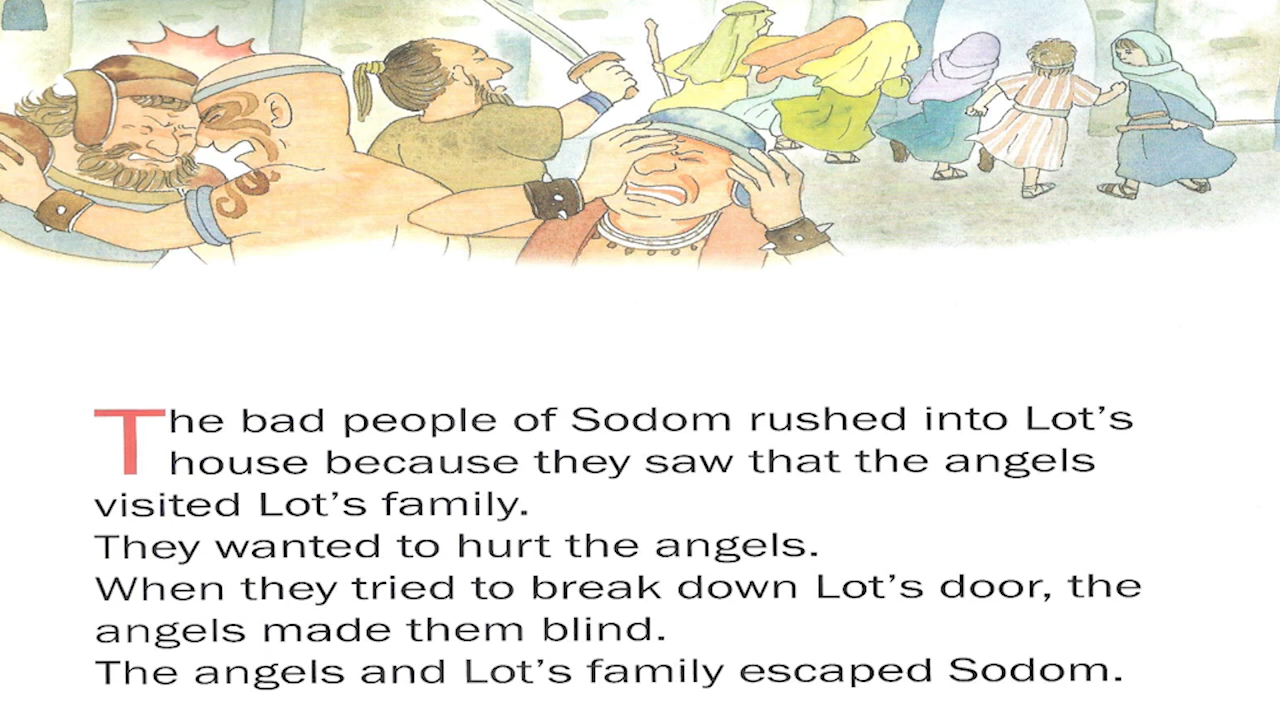 The bad people of Sodom rushed into Lot's
house because they saw that the angels
visited Lot's family.
They wanted to hurt the angels.
When they tried to break down Lot's door, the
angels made them blind.
The angels and Lot's family escaped Sodom.